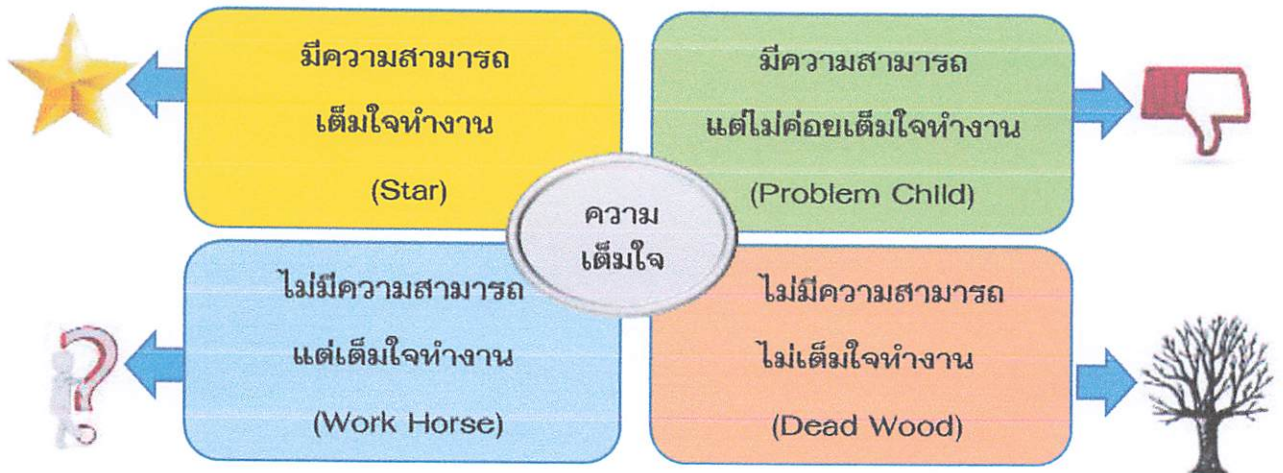 มีความสามารถ
เต็มใจทำงาน
(Star)
มีความสามารถ
แต่ไม่ค่อยเต็มใจทำงาน
(Problem Child)
ความ
เต็มใจ
ไม่มีความสามารถ
แต่เต็มใจทำงาน
(Work Horse)
ไม่มีความสามารถ
ไม่เต็มใจทำงาน
(Dead Wood)